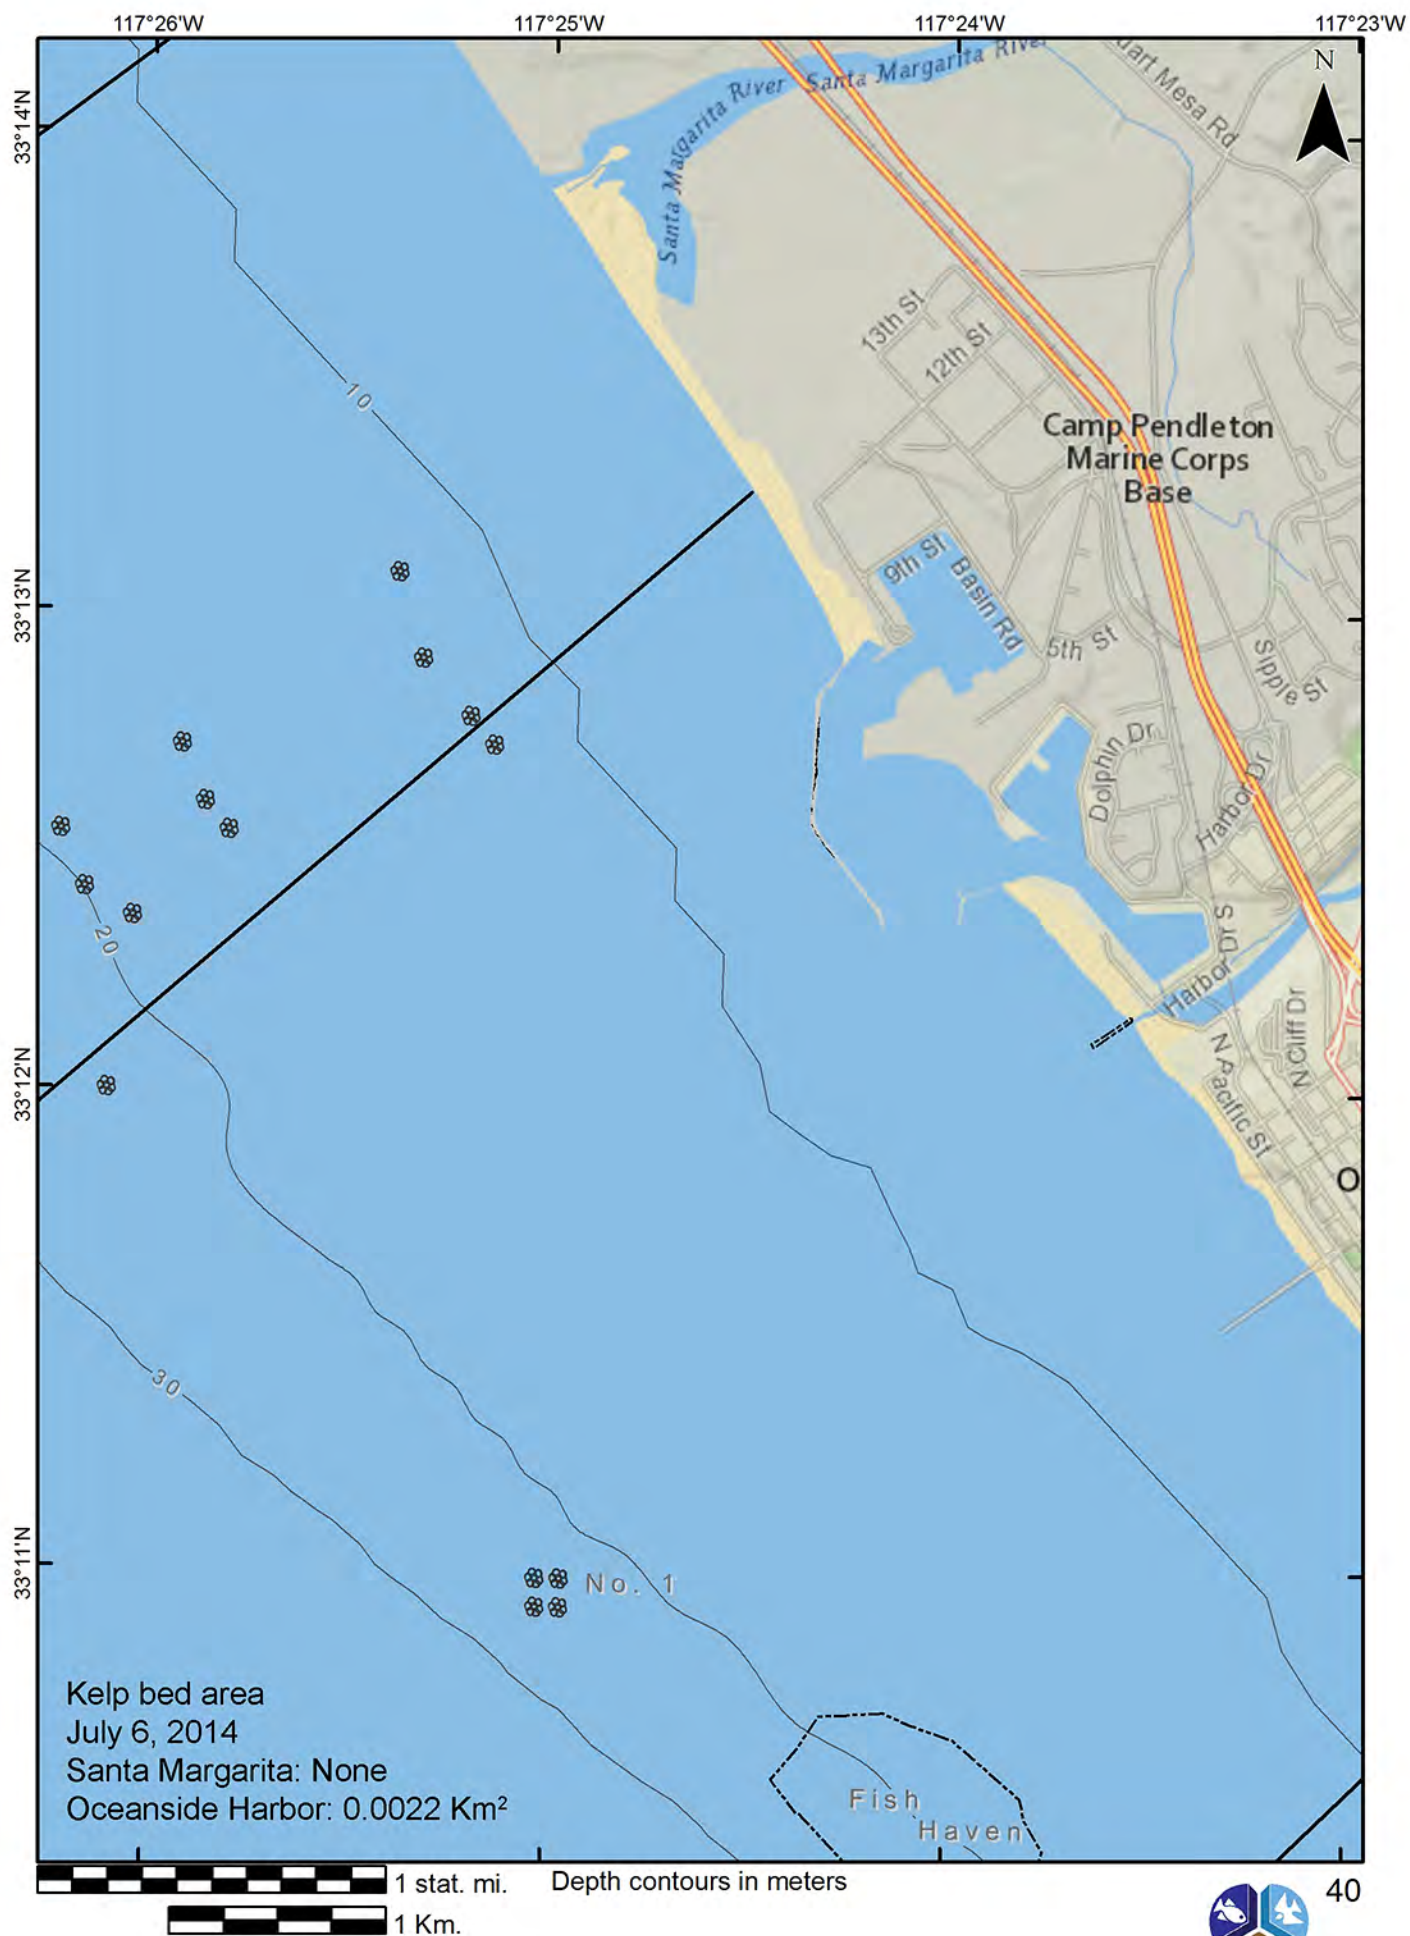 117°26'W
117°25'W
117°24'W
117°23'W
N
33°14'N
33°13'N
33°12'N
33°11'N
Santa Margarita River
Santa Margarita River
uart Mesa Rd
13th St
12th St
Camp Pendleton
Marine Corps
Base
10
9th St
Basin Rd
5th St
Sipple St
Dolphin Dr
Harbor Dr
20
S Dr
Harbor
N Cliff Dr
N Pacific St
O
30
No. 1
Kelp bed area
July 6, 2014
Santa Margarita: None
Oceanside Harbor: 0.0022 Km²
Fish
Haven
1 stat. mi.
Depth contours in meters
40
1 Km.